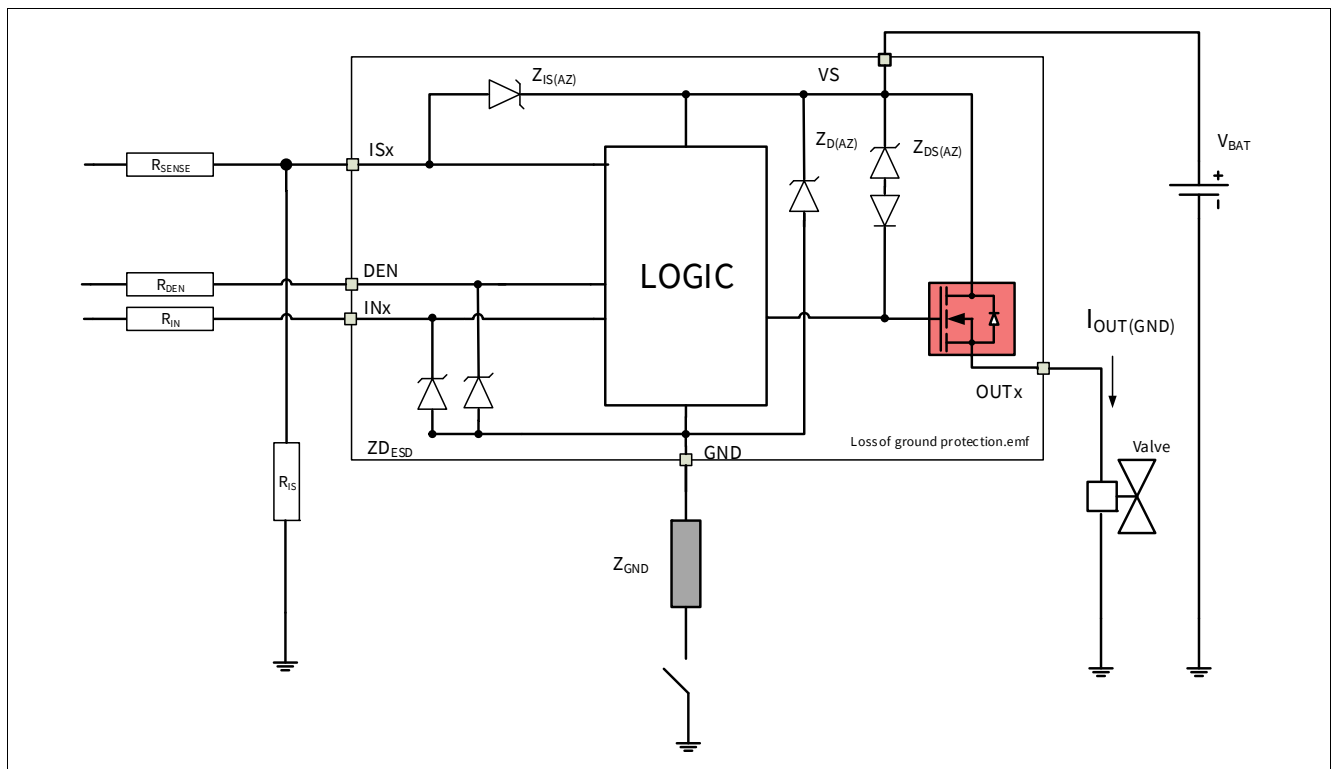 Z_IS(AZ)
VS
Z_D(AZ)
Z_DS(AZ)
V_BAT
+
-
R_SENSE
ISx
LOGIC
R_DEN
DEN
R_IN
INx
I_OUT(GND)
OUTx
Loss of ground protection.emf
ZD_ESD
GND
Valve
R_IS
Z_GND